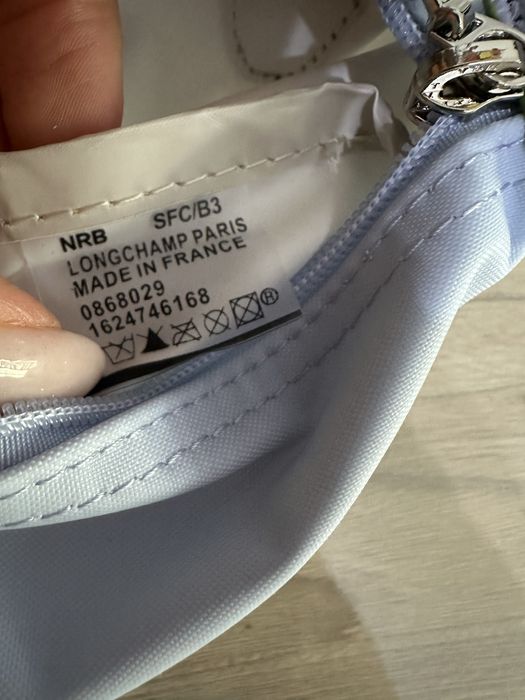 NRB SFC/B3
LONGCHAMP PARIS
MADE IN FRANCE
0868029
1624746168
®